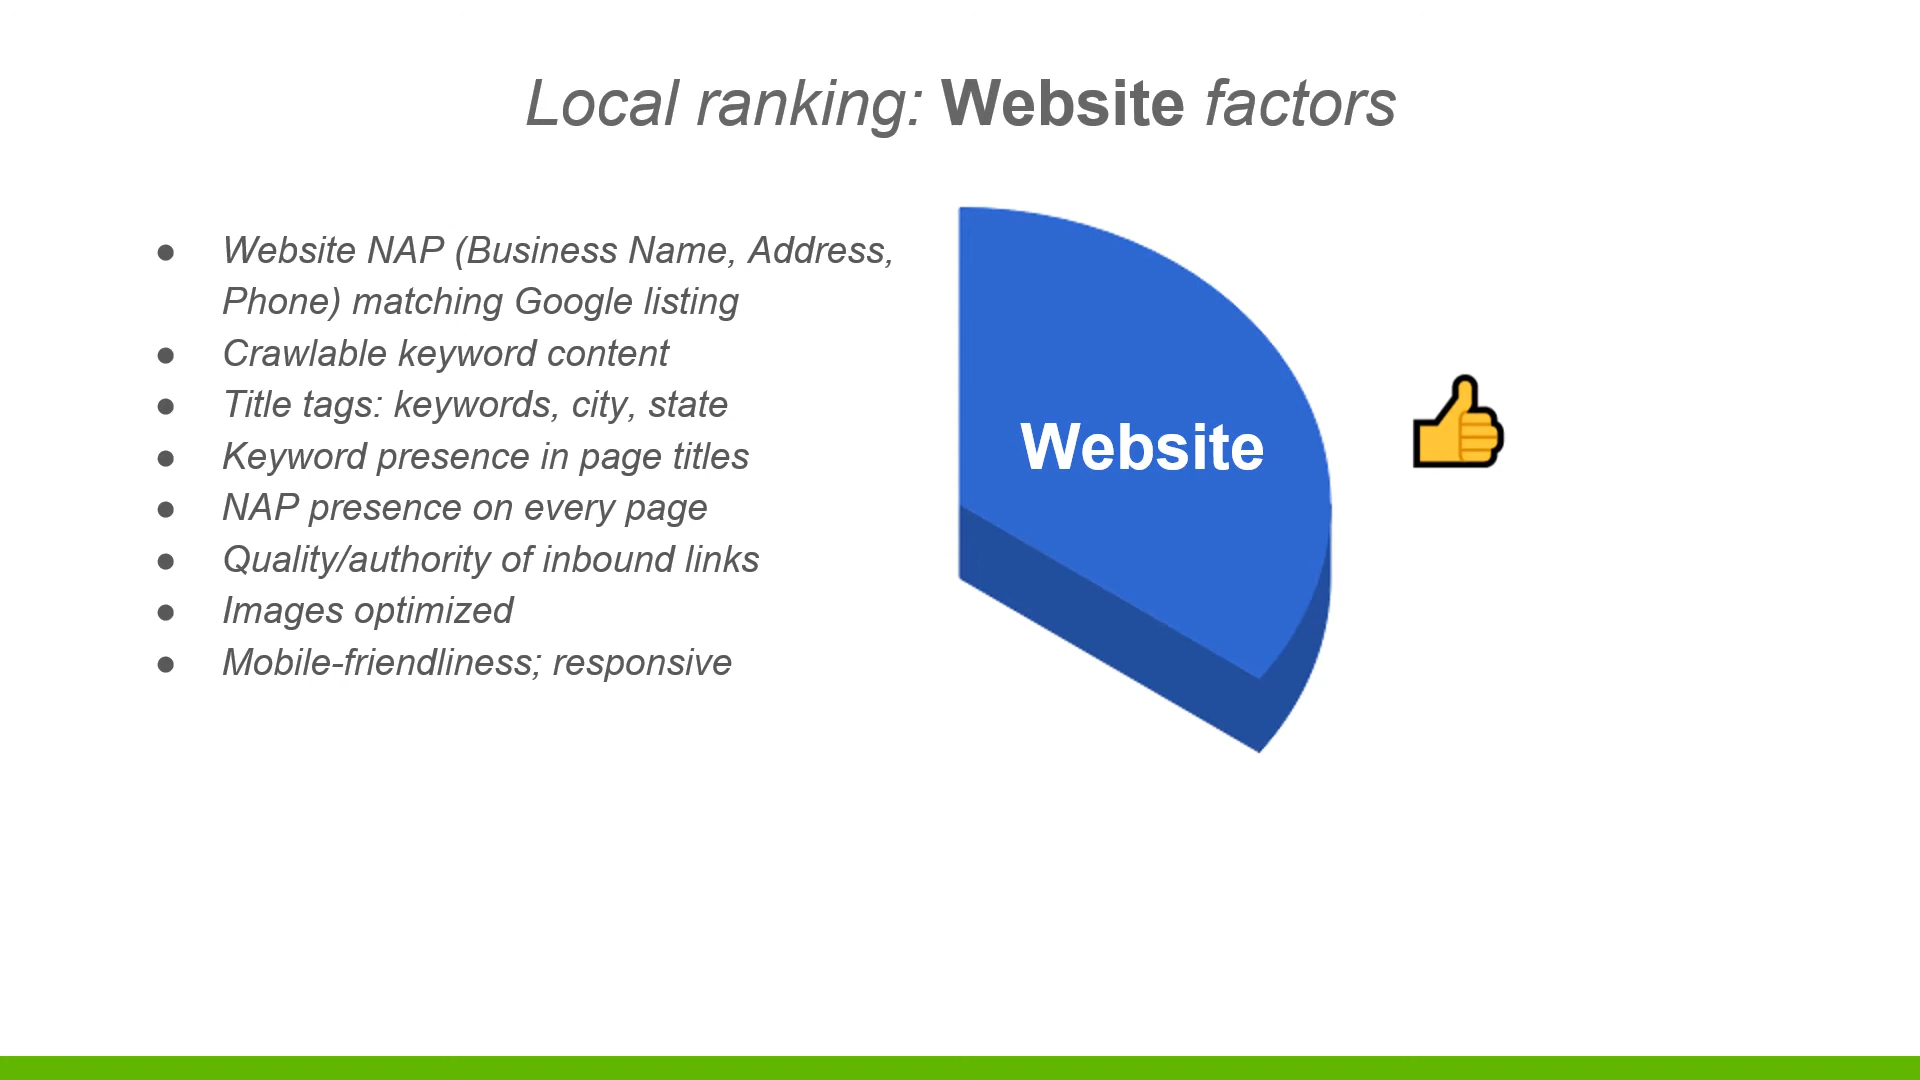 Local ranking: Website factors
● Website NAP (Business Name, Address,
Phone) matching Google listing
● Crawlable keyword content
● Title tags: keywords, city, state
● Keyword presence in page titles
● NAP presence on every page
● Quality/authority of inbound links
● Images optimized
● Mobile-friendliness; responsive
Website